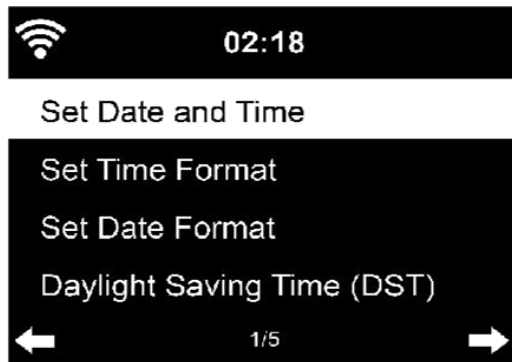 02:18
Set Date and Time
Set Time Format
Set Date Format
Daylight Saving Time (DST)
1/5